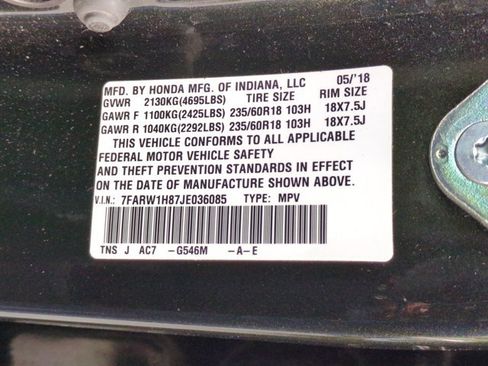 MFD. BY HONDA MFG. OF INDIANA, LLC 05/'18
GVWR 2130KG(4695LBS) TIRE SIZE RIM SIZE
GAWR F 1100KG(2425LBS) 235/60R18 103H 18X7.5J
GAWR R 1040KG(2292LBS) 235/60R18 103H 18X7.5J
THIS VEHICLE CONFORMS TO ALL APPLICABLE
FEDERAL MOTOR VEHICLE SAFETY
AND THEFT PREVENTION STANDARDS IN EFFECT
ON THE DATE OF MANUFACTURE SHOWN ABOVE.
V.I.N.: 7FARW1H87JE036085 TYPE: MPV
TNS J AC7 -G546M -A-E